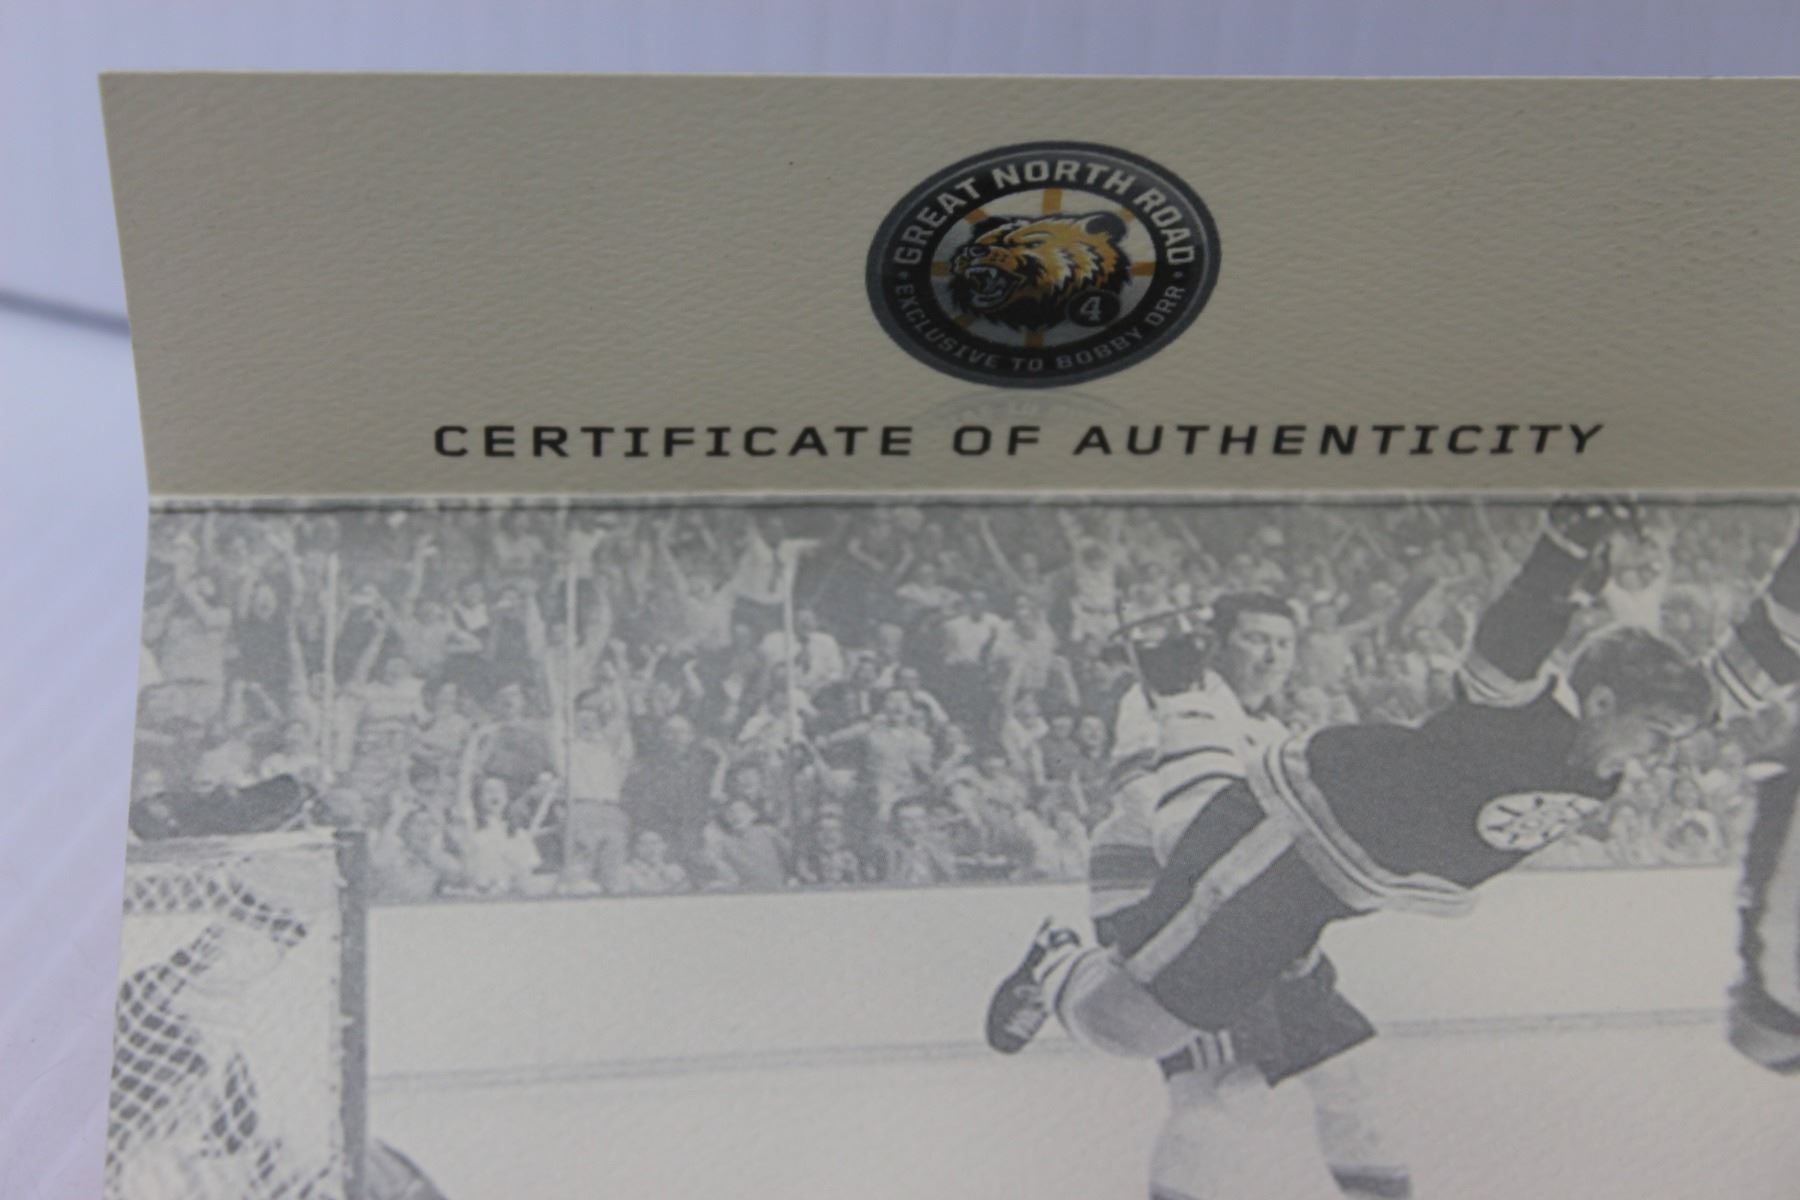 GREAT NORTH ROAD
4
EXCLUSIVE TO BOBBY ORR
CERTIFICATE OF AUTHENTICITY